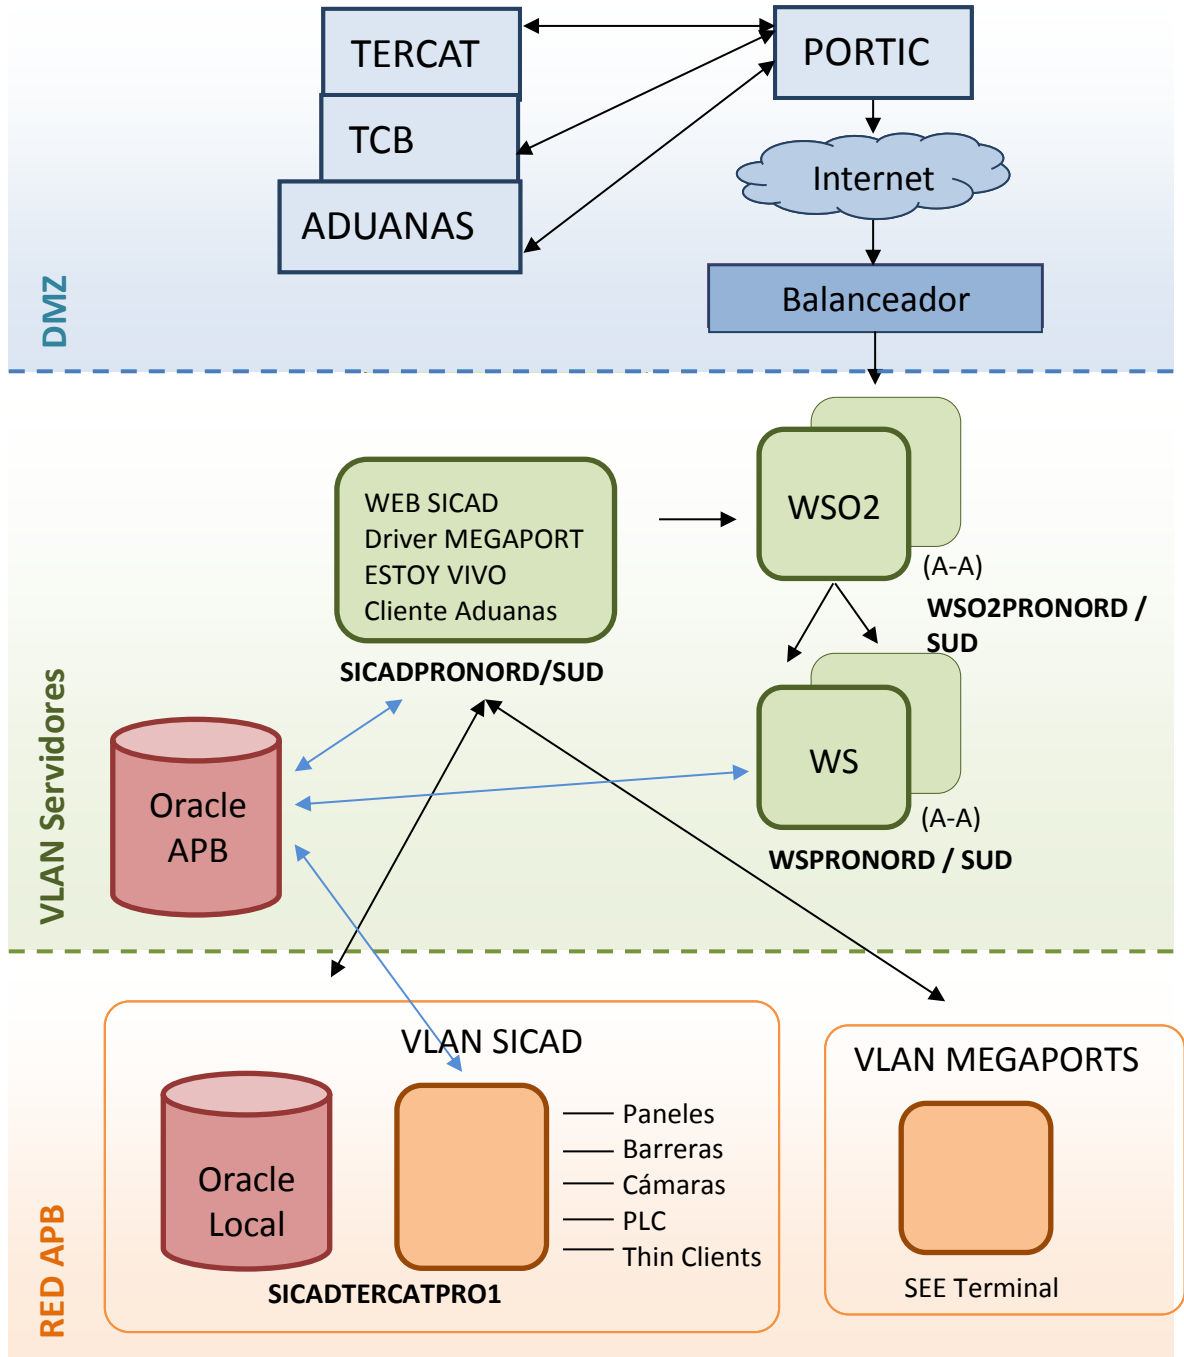 TERCAT
PORTIC
TCB
Internet
ADUANAS
Balanceador
DMZ
WEB SICAD
Driver MEGAPORT
ESTOY VIVO
Cliente Aduanas
SICADPRONORD/SUD
WSO2
(A-A)
WSO2PRONORD /
SUD
WS
(A-A)
WSPRONORD / SUD
Oracle
APB
VLAN Servidores
VLAN SICAD
Oracle
Local
Paneles
Barreras
Cámaras
PLC
Thin Clients
SICADTERCATPRO1
VLAN MEGAPORTS
SEE Terminal
RED APB